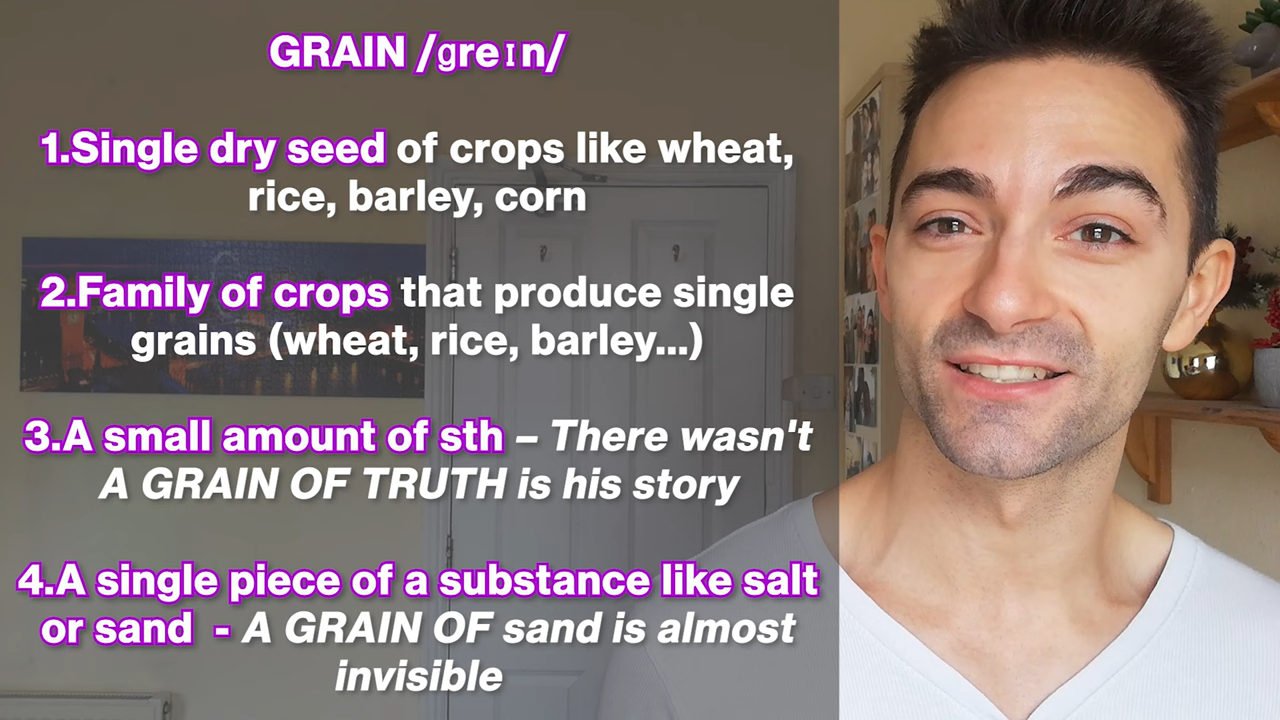 GRAIN /ɡreɪn/
1.Single dry seed of crops like wheat,
rice, barley, corn
2.Family of crops that produce single
grains (wheat, rice, barley...)
3.A small amount of sth – There wasn't
A GRAIN OF TRUTH is his story
4.A single piece of a substance like salt
or sand - A GRAIN OF sand is almost
invisible